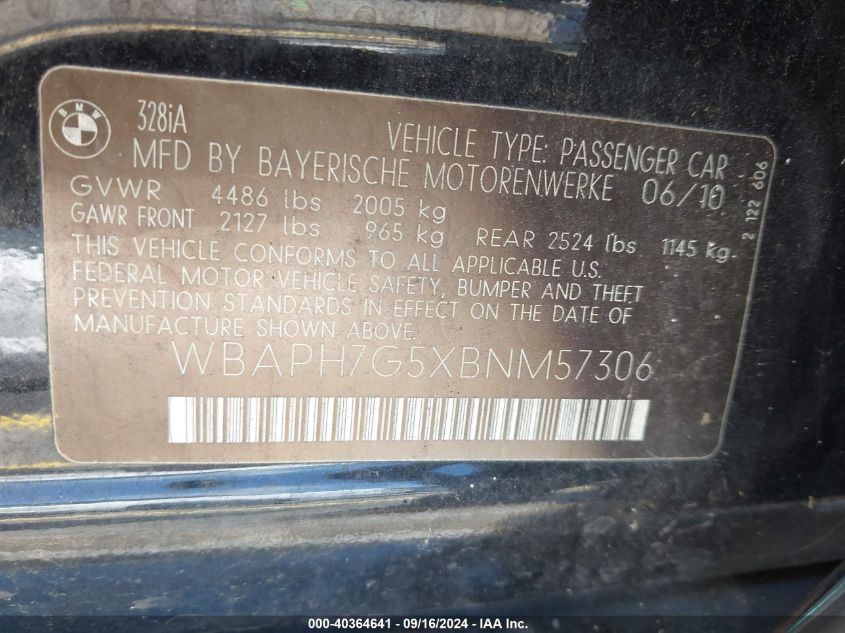 BMW
328iA
VEHICLE TYPE: PASSENGER CAR
MFD BY BAYERISCHE MOTORENWERKE 06/10
GVWR 4486 lbs 2005 kg
GAWR FRONT 2127 lbs 965 kg REAR 2524 lbs 1145 kg
THIS VEHICLE CONFORMS TO ALL APPLICABLE U.S.
FEDERAL MOTOR VEHICLE SAFETY, BUMPER AND THEFT
PREVENTION STANDARDS IN EFFECT ON THE DATE OF
MANUFACTURE SHOWN ABOVE.
WBAPH7G5XBNM57306
2 122 606
000-40364641 - 09/16/2024 - IAA Inc.